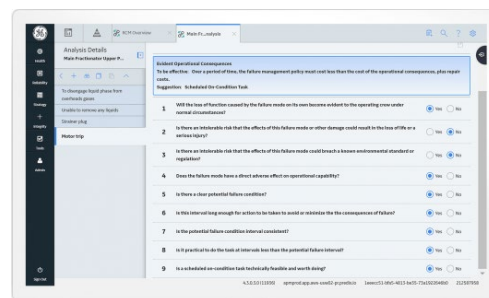 RCM Overview
Main Fr...nalysis
Analysis Details
Main Fractionator Upper P...
Health
Reliability
Strategy
Integrity
Tools
Admin
Sign Out
To disengage liquid phase from
overheads gases
Unable to remove any liquids
Strainer plug
Motor trip
Evident Operational Consequences
To be effective: Over a period of time, the failure management policy must cost less than the cost of the operational consequences, plus repair
costs.
Suggestion: Scheduled On-Condition Task
1 Will the loss of function caused by the failure mode on its own become evident to the operating crew under
normal circumstances? Yes No
2 Is there an intolerable risk that the effects of this failure mode or other damage could result in the loss of life or a
serious injury? Yes No
3 Is there an intolerable risk that the effects of this failure mode could breach a known environmental standard or
regulation? Yes No
4 Does the failure mode have a direct adverse effect on operational capability? Yes No
5 Is there a clear potential failure condition? Yes No
6 Is this interval long enough for action to be taken to avoid or minimize the this consequences of failure? Yes No
7 Is the potential failure condition interval consistent? Yes No
8 Is it practical to do the task at intervals less than the potential failure interval? Yes No
9 Is a scheduled on-condition task technically feasible and worth doing? Yes No